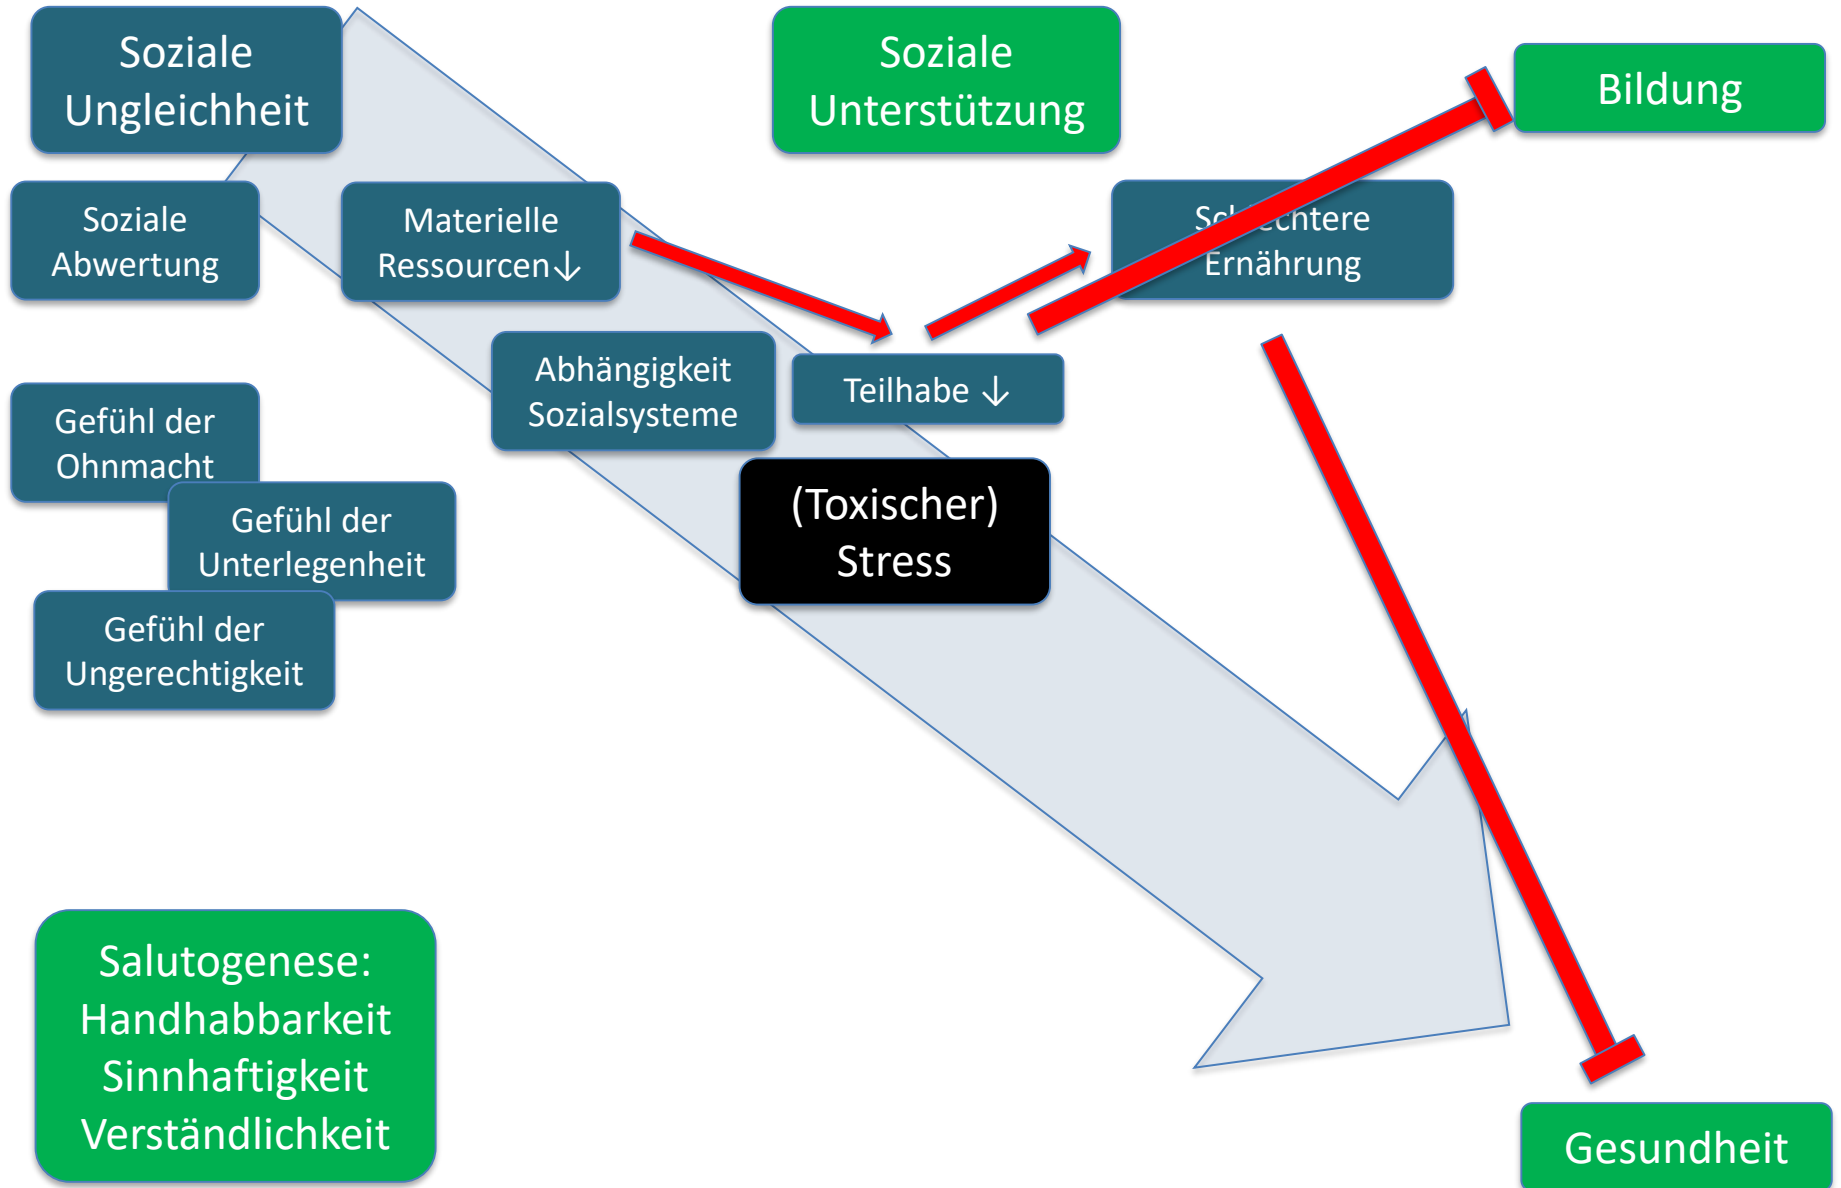 Soziale
Ungleichheit
Soziale
Unterstützung
Bildung
Soziale
Abwertung
Materielle
Ressourcen↓
Schlechtere
Ernährung
Abhängigkeit
Sozialsysteme
Teilhabe ↓
Gefühl der
Ohnmacht
Gefühl der
Unterlegenheit
(Toxischer)
Stress
Gefühl der
Ungerechtigkeit
Salutogenese:
Handhabbarkeit
Sinnhaftigkeit
Verständlichkeit
Gesundheit